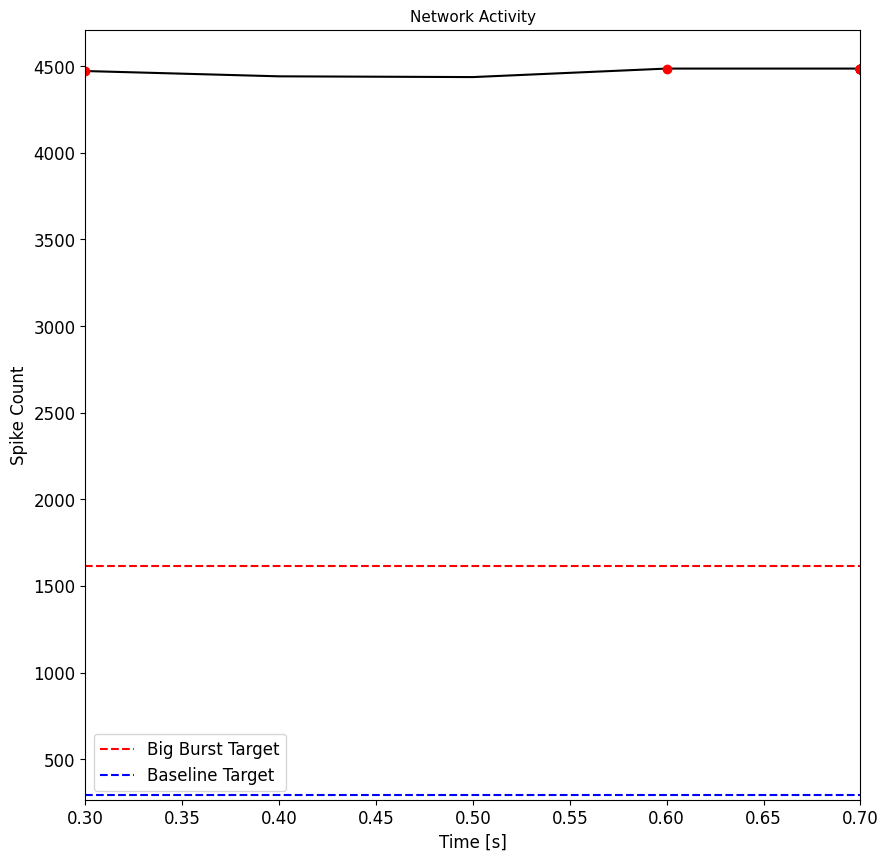 Network Activity
Spike Count
4500
4000
3500
3000
2500
2000
1500
1000
500
Big Burst Target
Baseline Target
0.30 0.35 0.40 0.45 0.50 0.55 0.60 0.65 0.70
Time [s]